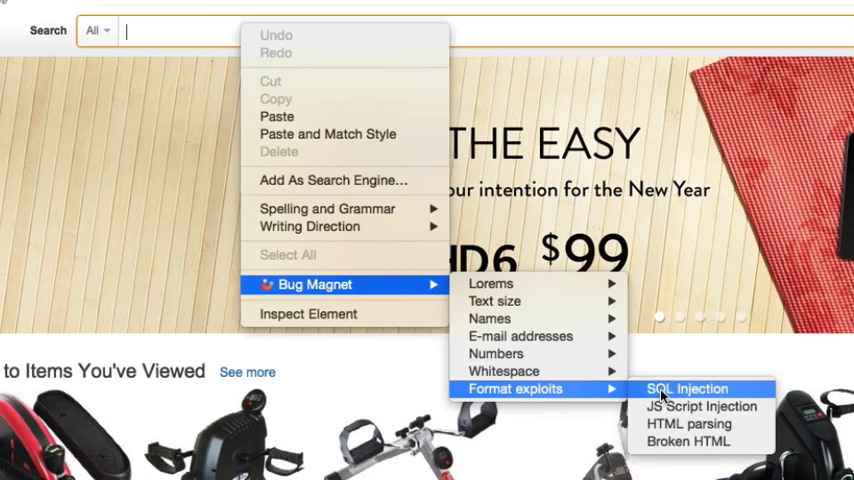 Search
All
THE EASY
our intention for the New Year
HD6 $99
Undo
Redo
Cut
Copy
Paste
Paste and Match Style
Delete
Add As Search Engine...
Spelling and Grammar
Writing Direction
Select All
Bug Magnet
Inspect Element
Lorems
Text size
Names
E-mail addresses
Numbers
Whitespace
Format exploits
SQL Injection
JS Script Injection
HTML parsing
Broken HTML
to Items You've Viewed See more